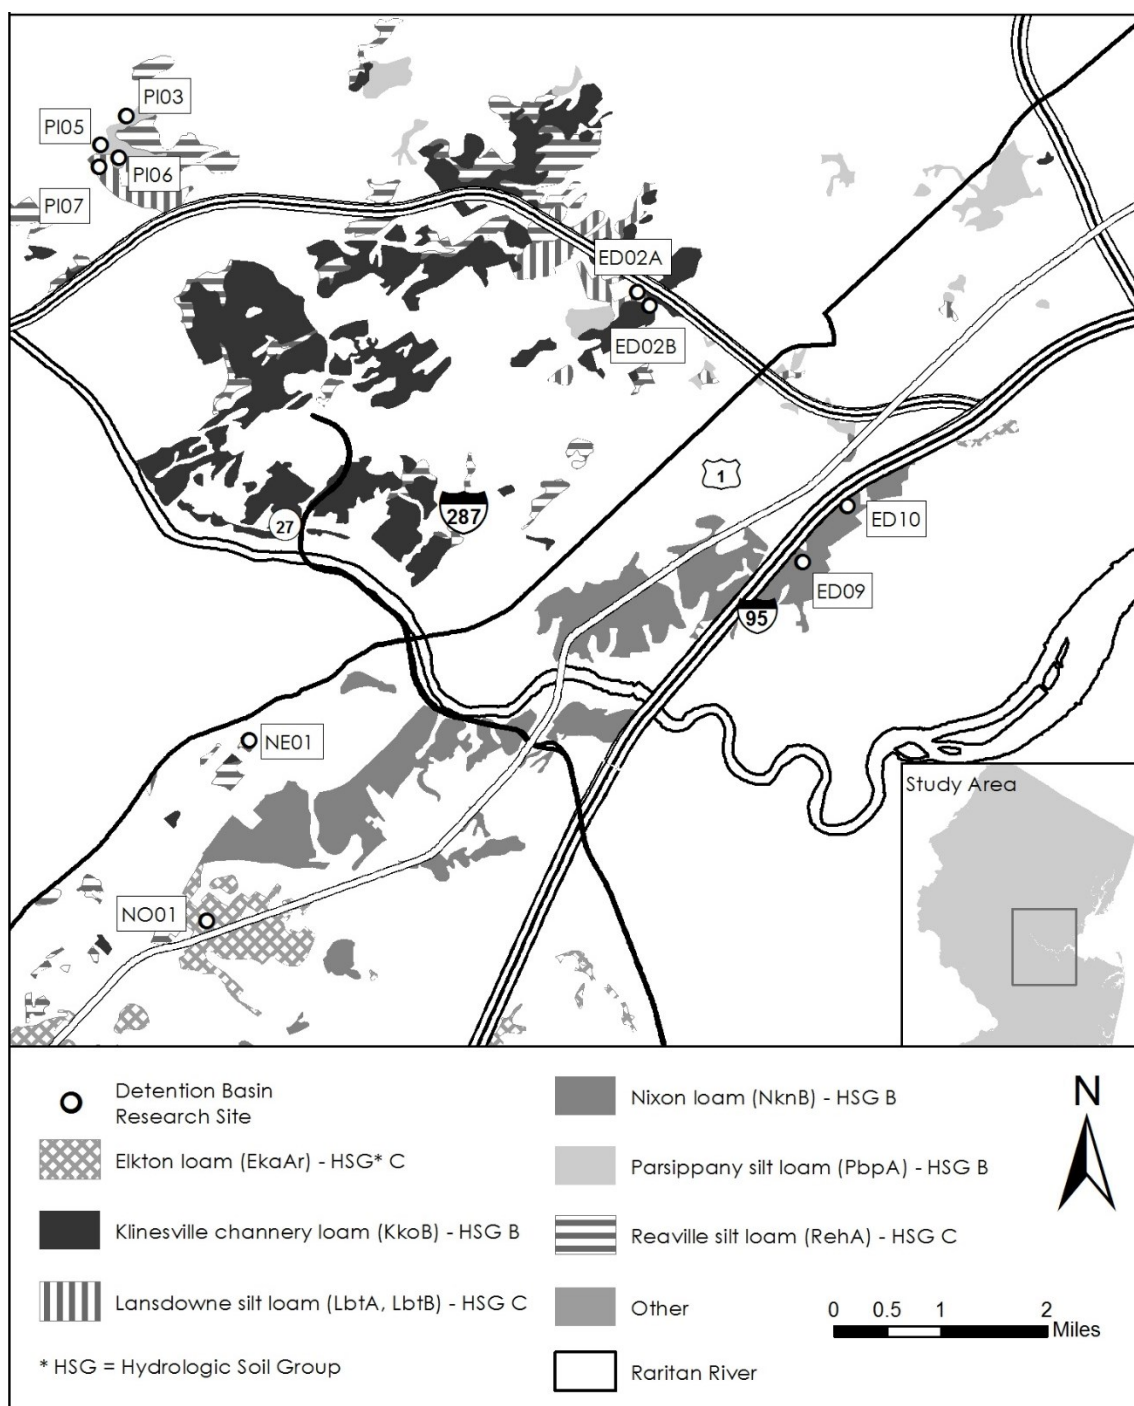 PI03
PI05
PI06
PI07
ED02A
ED02B
1
287
27
ED10
ED09
95
NE01
NO01
Study Area
Detention Basin
Research Site
Elkton loam (EkaAr) - HSG* C
Klinesville channery loam (KkoB) - HSG B
Lansdowne silt loam (LbtA, LbtB) - HSG C
* HSG = Hydrologic Soil Group
Nixon loam (NknB) - HSG B
Parsippany silt loam (PbpA) - HSG B
Reaville silt loam (RehA) - HSG C
Other
Raritan River
N
0 0.5 1 2
Miles